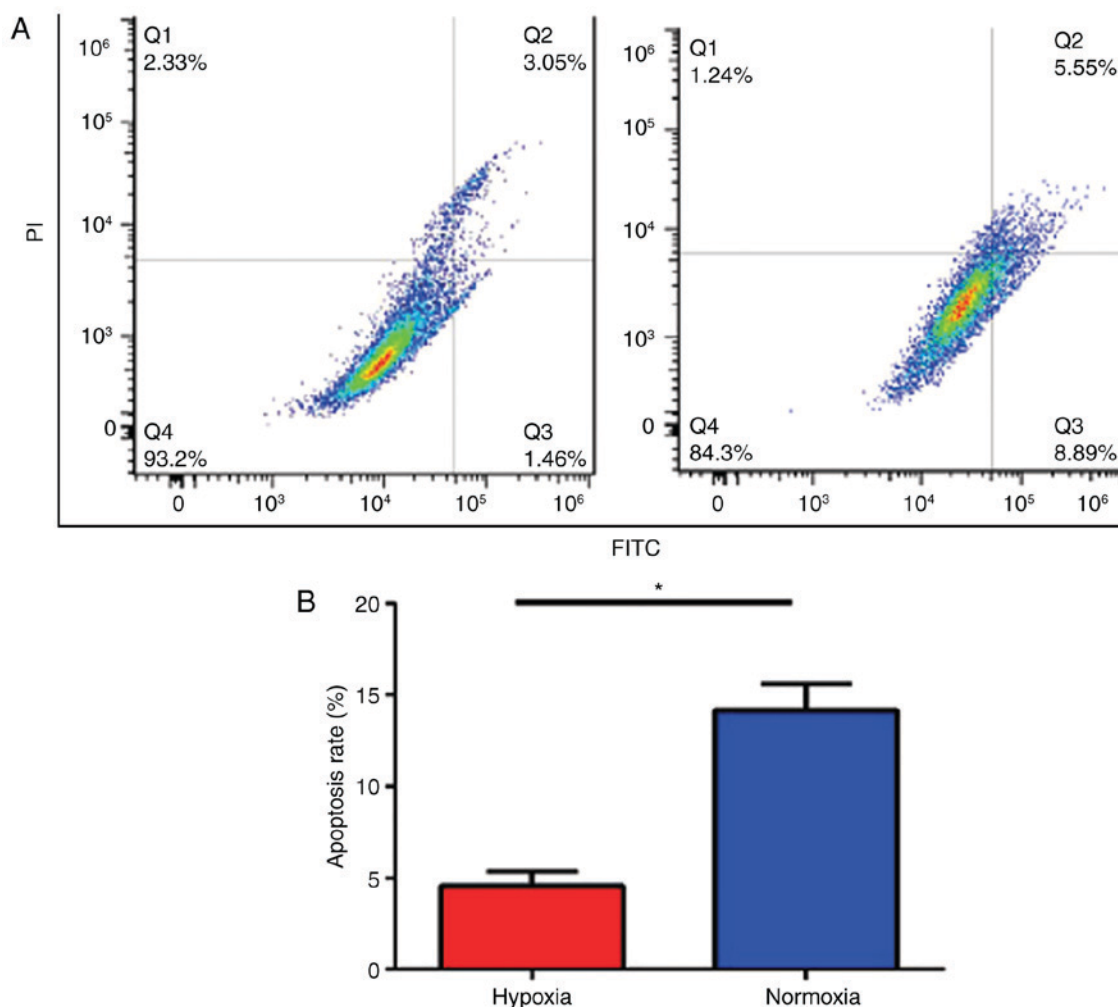 A
PI
10⁶
10⁵
10⁴
10³
0
Q1
2.33%
Q2
3.05%
Q4
93.2%
Q3
1.46%
0
10³
10⁴
10⁵
10⁶
10⁶
10⁵
10⁴
10³
0
Q1
1.24%
Q2
5.55%
Q4
84.3%
Q3
8.89%
0
10³
10⁴
10⁵
10⁶
FITC
B
*
Apoptosis rate (%)
20
15
10
5
0
Hypoxia
Normoxia